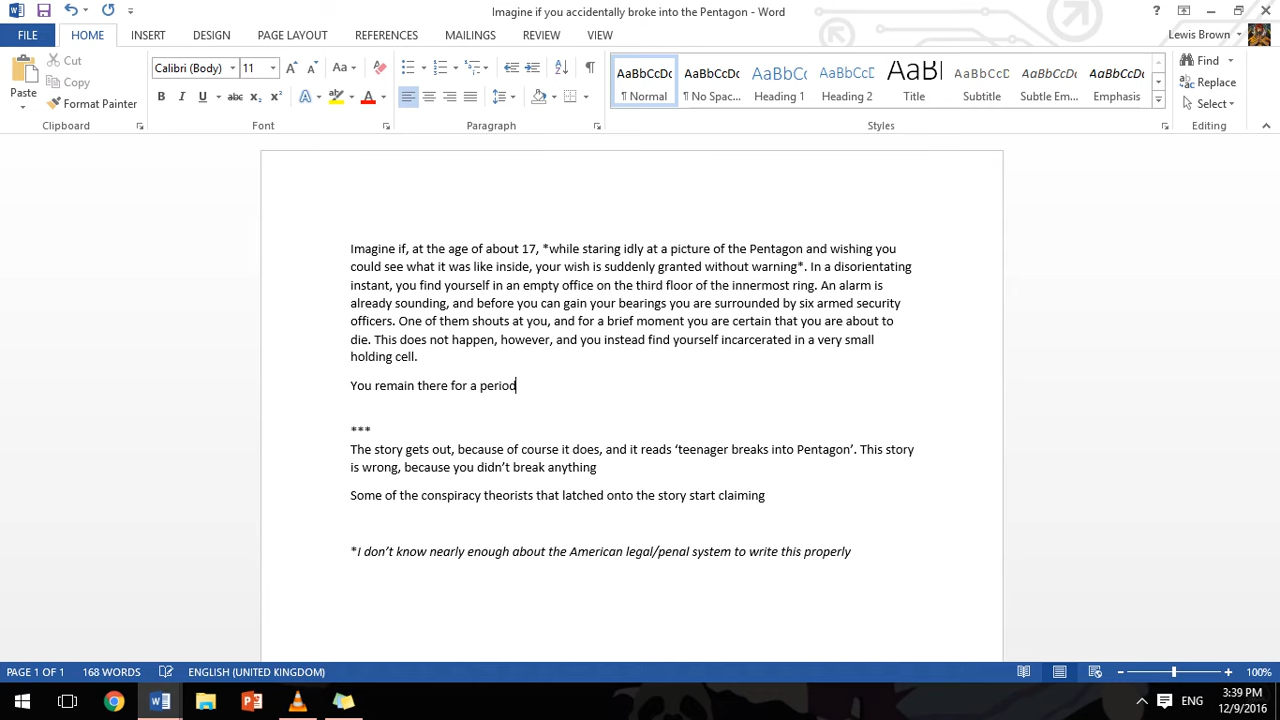 Imagine if you accidentally broke into the Pentagon - Word
?
FILE HOME INSERT DESIGN PAGE LAYOUT REFERENCES MAILINGS REVIEW VIEW Lewis Brown
Paste
Cut
Copy
Format Painter
Calibri (Body) 11 Aa
B I U abc x₂ x² A A
AaBbCcDc AaBbCcDc AaBbCc AaBbCcD AaBl AaBbCcD AaBbCcDc AaBbCcDc
¶ Normal ¶ No Spac... Heading 1 Heading 2 Title Subtitle Subtle Em... Emphasis
Find
Replace
Select
Clipboard Font Paragraph Styles Editing
Imagine if, at the age of about 17, *while staring idly at a picture of the Pentagon and wishing you
could see what it was like inside, your wish is suddenly granted without warning*. In a disorientating
instant, you find yourself in an empty office on the third floor of the innermost ring. An alarm is
already sounding, and before you can gain your bearings you are surrounded by six armed security
officers. One of them shouts at you, and for a brief moment you are certain that you are about to
die. This does not happen, however, and you instead find yourself incarcerated in a very small
holding cell.
You remain there for a period
***
The story gets out, because of course it does, and it reads ‘teenager breaks into Pentagon’. This story
is wrong, because you didn’t break anything
Some of the conspiracy theorists that latched onto the story start claiming
*I don’t know nearly enough about the American legal/penal system to write this properly
PAGE 1 OF 1 168 WORDS ENGLISH (UNITED KINGDOM) 100%
ENG
3:39 PM
12/9/2016